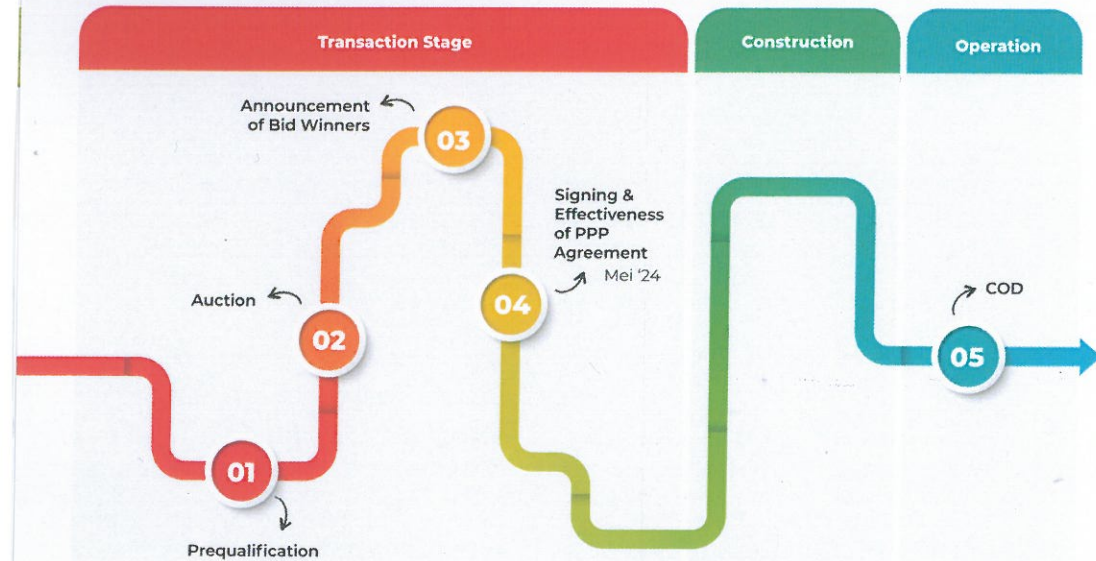 Transaction Stage
Construction
Operation
Announcement
of Bid Winners
03
Signing &
Effectiveness
of PPP
Agreement
Mei '24
Auction
02
04
COD
05
01
Prequalification